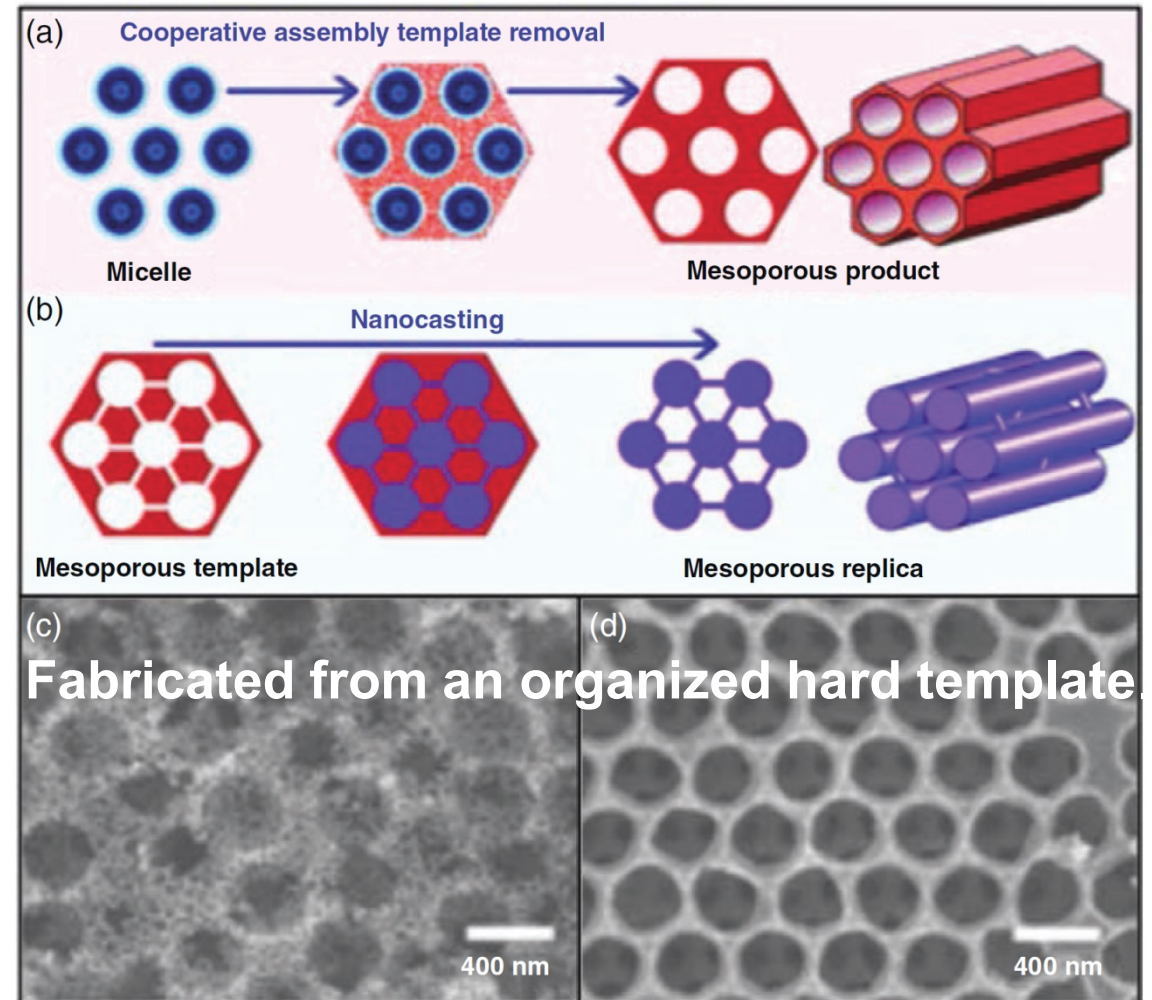 (a)
Cooperative assembly template removal
Micelle
Mesoporous product
(b)
Nanocasting
Mesoporous template
Mesoporous replica
(c)
(d)
Fabricated from an organized hard template.
400 nm
400 nm